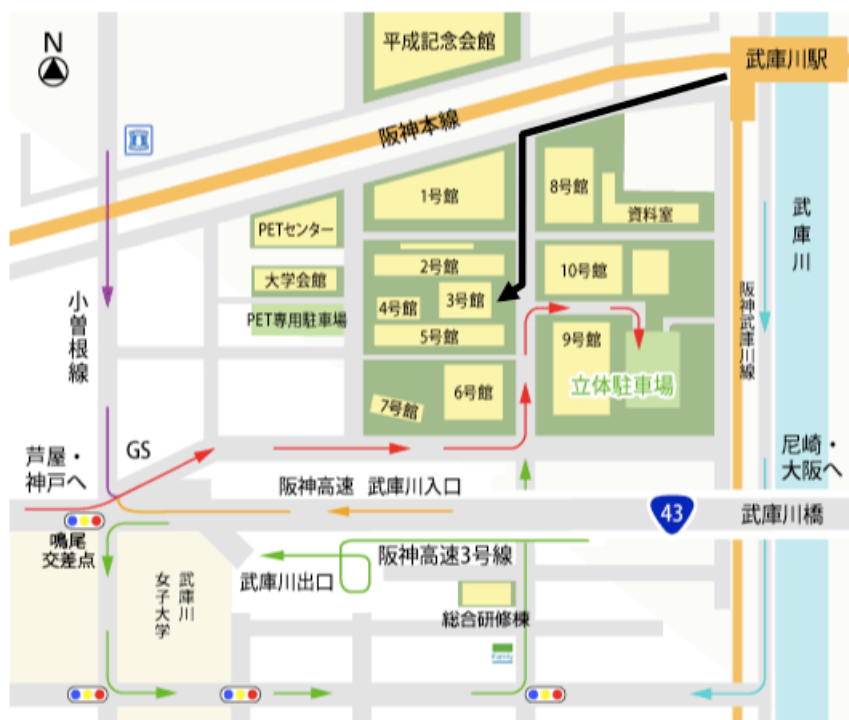 N
平成記念会館
武庫川駅
阪神本線
1号館
8号館
資料室
PETセンター
2号館
10号館
大学会館
3号館
4号館
PET専用駐車場
5号館
9号館
立体駐車場
6号館
7号館
小曽根線
武庫川
阪神武庫川線
芦屋・
神戸へ
GS
尼崎・
大阪へ
阪神高速 武庫川入口
43
武庫川橋
鳴尾
交差点
阪神高速3号線
武庫川出口
武庫川
女子大学
総合研修棟